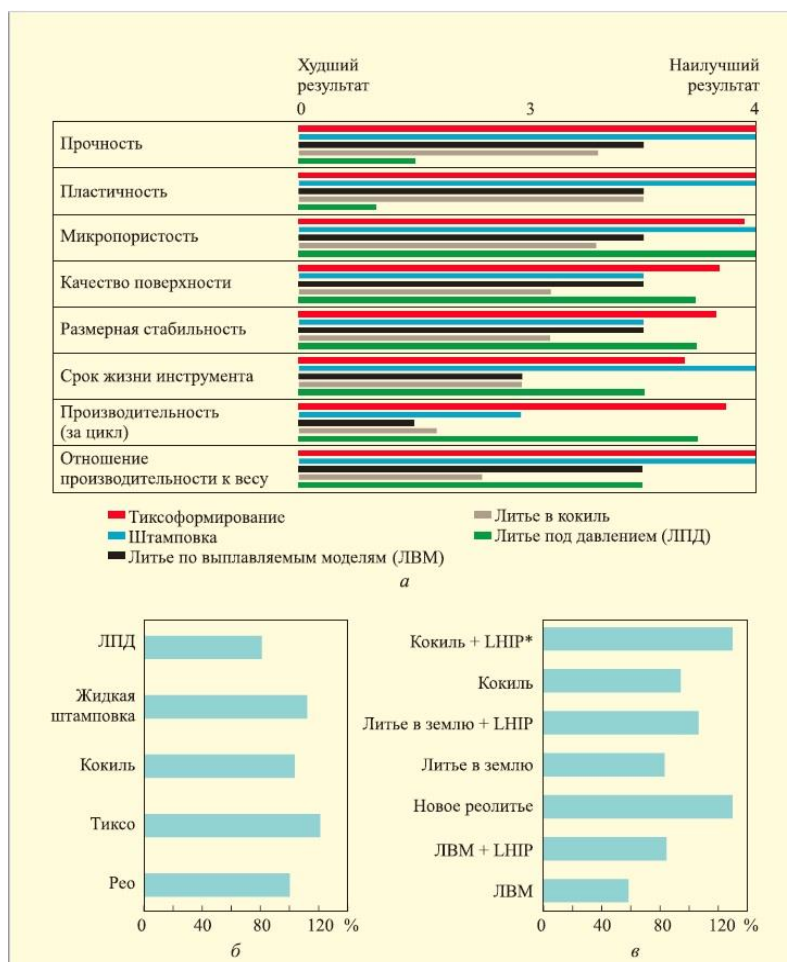 Худший
результат
Наилучший
результат
0
3
4
Прочность
Пластичность
Микропористость
Качество поверхности
Размерная стабильность
Срок жизни инструмента
Производительность
(за цикл)
Отношение
производительности к весу
Тиксоформирование
Штамповка
Литье по выплавляемым моделям (ЛВМ)
Литье в кокиль
Литье под давлением (ЛПД)
а
ЛПД
Жидкая
штамповка
Кокиль
Тиксо
Рео
0 40 80 120 %
б
Кокиль + LHIP*
Кокиль
Литье в землю + LHIP
Литье в землю
Новое реолитье
ЛВМ + LHIP
ЛВМ
0 40 80 120 %
в